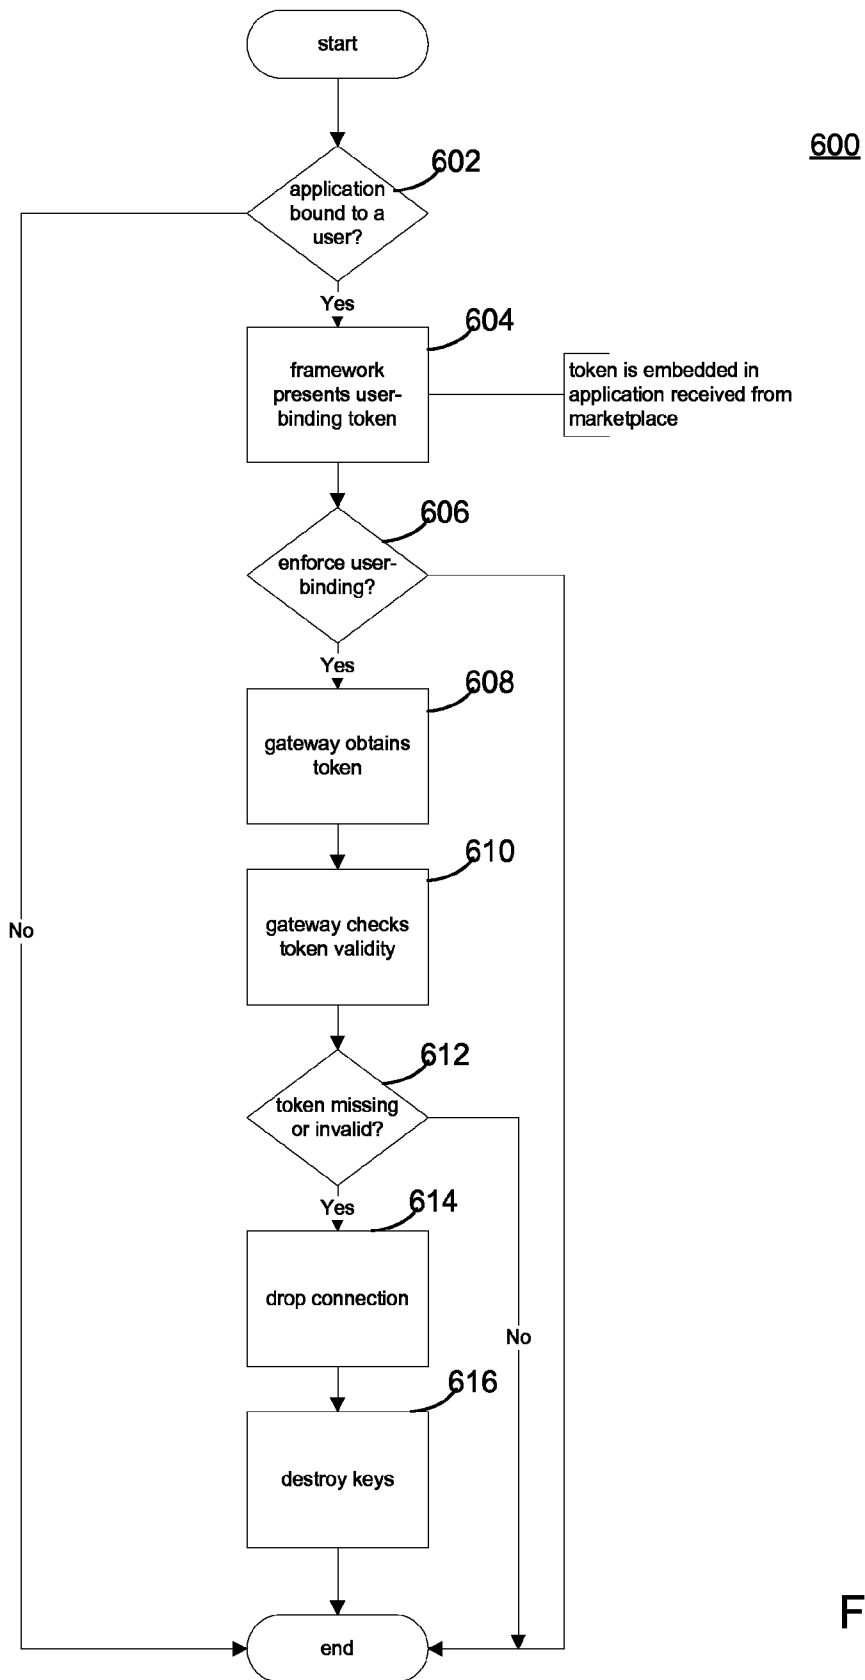 start
600
602
application
bound to a
user?
Yes
604
framework
presents user-
binding token
token is embedded in
application received from
marketplace
606
enforce user-
binding?
Yes
608
gateway obtains
token
610
gateway checks
token validity
No
612
token missing
or invalid?
Yes
614
drop connection
No
616
destroy keys
F
end